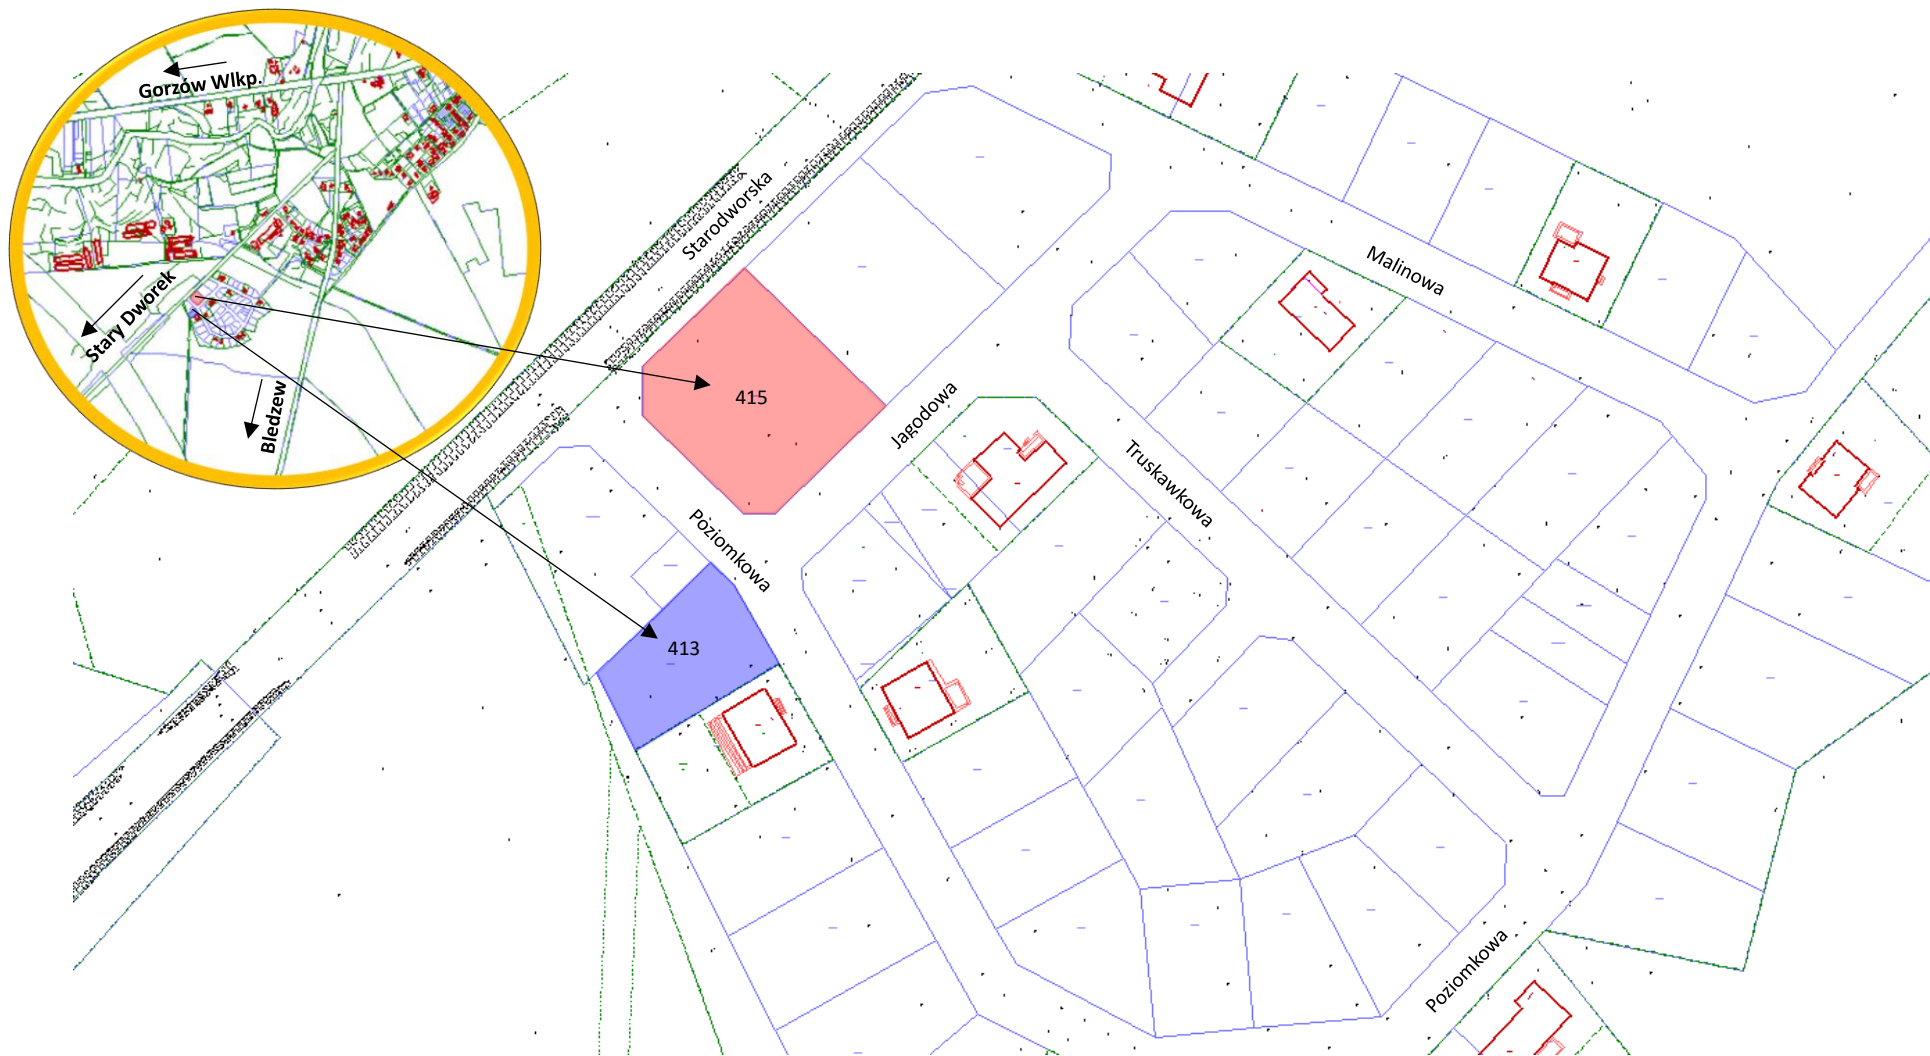 Gorzów Wlkp.
Stary Dworek
Bledzew
Starodworska
Malinowa
415
Jagodowa
Truskawkowa
Poziomkowa
413
Poziomkowa